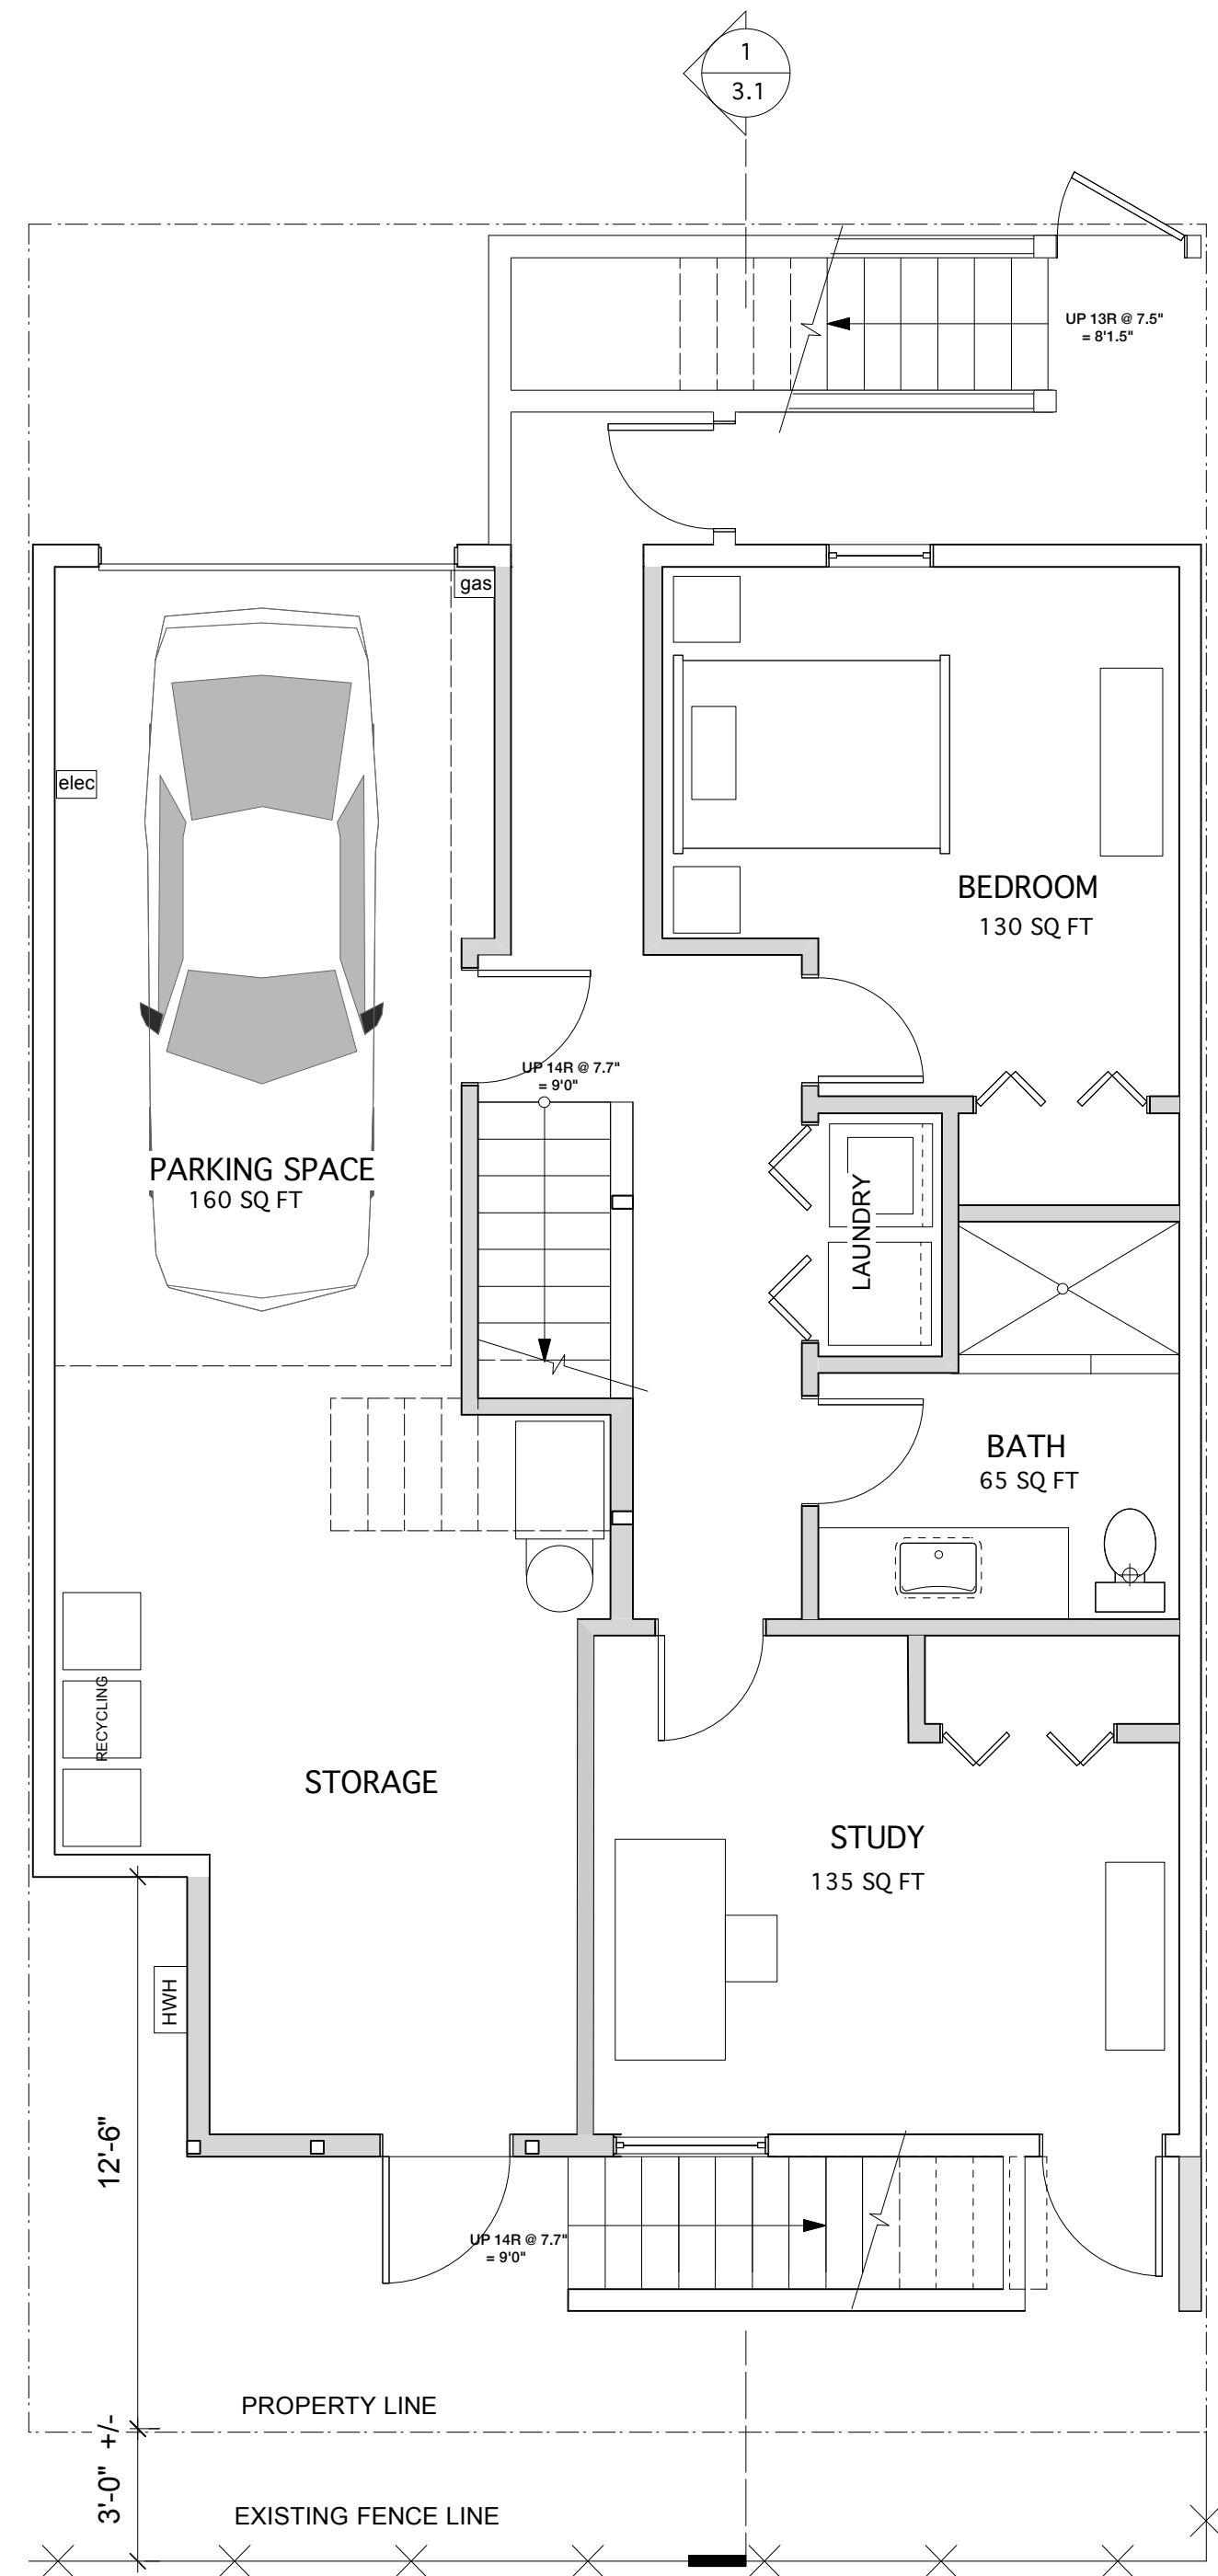 1
3.1
UP 13R @ 7.5"
= 8'1.5"
gas
elec
BEDROOM
130 SQ FT
UP 14R @ 7.7"
= 9'0"
PARKING SPACE
160 SQ FT
LAUNDRY
BATH
65 SQ FT
RECYCLING
STORAGE
STUDY
135 SQ FT
HWH
12'-6"
UP 14R @ 7.7"
= 9'0"
PROPERTY LINE
3'-0" +/-
EXISTING FENCE LINE